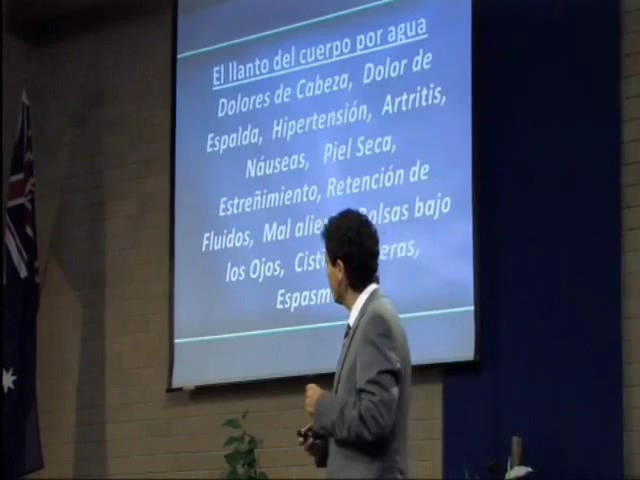 El llanto del cuerpo por agua
Dolores de Cabeza, Dolor de
Espalda, Hipertensión, Artritis,
Náuseas, Piel Seca,
Estreñimiento, Retención de
Fluidos, Mal bajo
los Ojos,